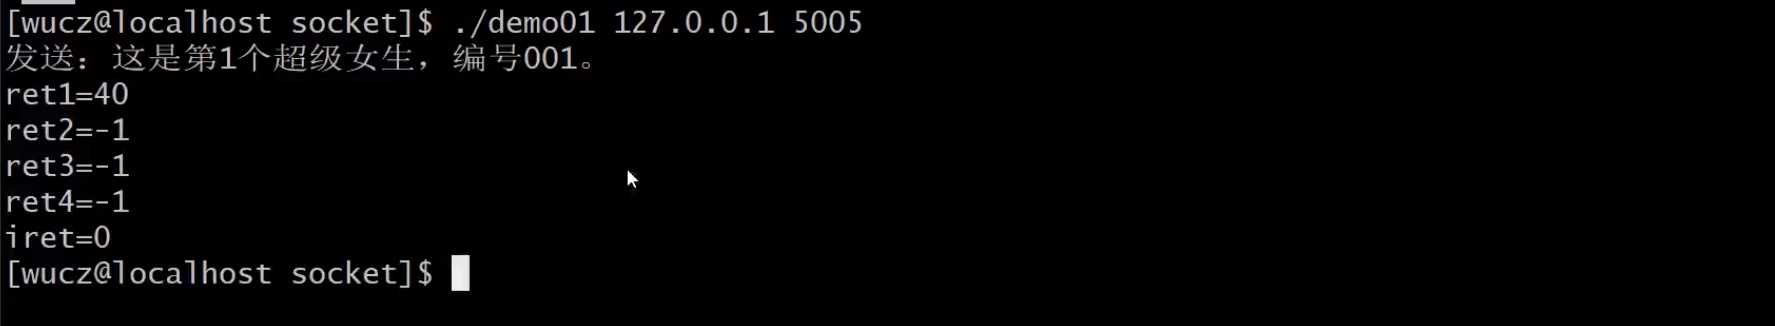 [wucz@localhost socket]$ ./demo01 127.0.0.1 5005
发送：这是第1个超级女生，编号001。
ret1=40
ret2=-1
ret3=-1
ret4=-1
iret=0
[wucz@localhost socket]$